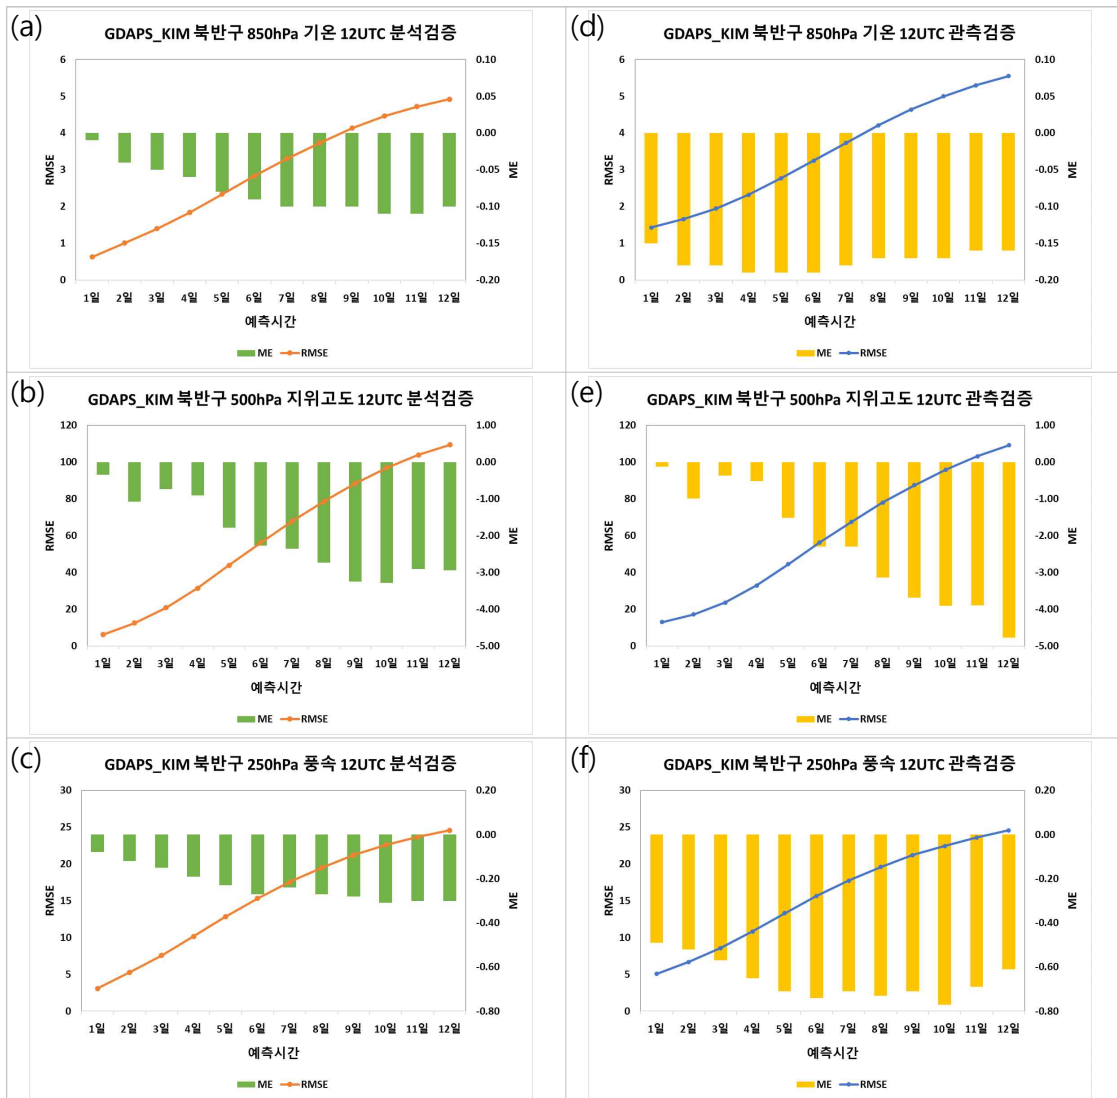 (a)
GDAPS_KIM 북반구 850hPa 기온 12UTC 분석검증
6 0.10
5 0.05
4 0.00
3 -0.05
2 -0.10
1 -0.15
0 -0.20
RMSE
ME
1일 2일 3일 4일 5일 6일 7일 8일 9일 10일 11일 12일
예측시간
ME RMSE
(d)
GDAPS_KIM 북반구 850hPa 기온 12UTC 관측검증
6 0.10
5 0.05
4 0.00
3 -0.05
2 -0.10
1 -0.15
0 -0.20
RMSE
ME
1일 2일 3일 4일 5일 6일 7일 8일 9일 10일 11일 12일
예측시간
ME RMSE
(b)
GDAPS_KIM 북반구 500hPa 지위고도 12UTC 분석검증
120 1.00
100 0.00
80 -1.00
60 -2.00
40 -3.00
20 -4.00
0 -5.00
RMSE
ME
1일 2일 3일 4일 5일 6일 7일 8일 9일 10일 11일 12일
예측시간
ME RMSE
(e)
GDAPS_KIM 북반구 500hPa 지위고도 12UTC 관측검증
120 1.00
100 0.00
80 -1.00
60 -2.00
40 -3.00
20 -4.00
0 -5.00
RMSE
ME
1일 2일 3일 4일 5일 6일 7일 8일 9일 10일 11일 12일
예측시간
ME RMSE
(c)
GDAPS_KIM 북반구 250hPa 풍속 12UTC 분석검증
30 0.20
25 0.00
20 -0.20
15 -0.40
10 -0.60
5 -0.80
0
RMSE
ME
1일 2일 3일 4일 5일 6일 7일 8일 9일 10일 11일 12일
예측시간
ME RMSE
(f)
GDAPS_KIM 북반구 250hPa 풍속 12UTC 관측검증
30 0.20
25 0.00
20 -0.20
15 -0.40
10 -0.60
5 -0.80
0
RMSE
ME
1일 2일 3일 4일 5일 6일 7일 8일 9일 10일 11일 12일
예측시간
ME RMSE